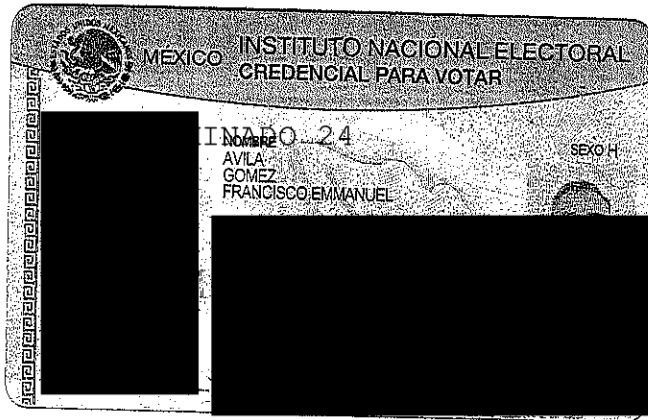 MÉXICO INSTITUTO NACIONAL ELECTORAL
CREDENCIAL PARA VOTAR
INADO 24
NOMBRE
SEXO H
AVILA
GOMEZ
FRANCISCO EMMANUEL